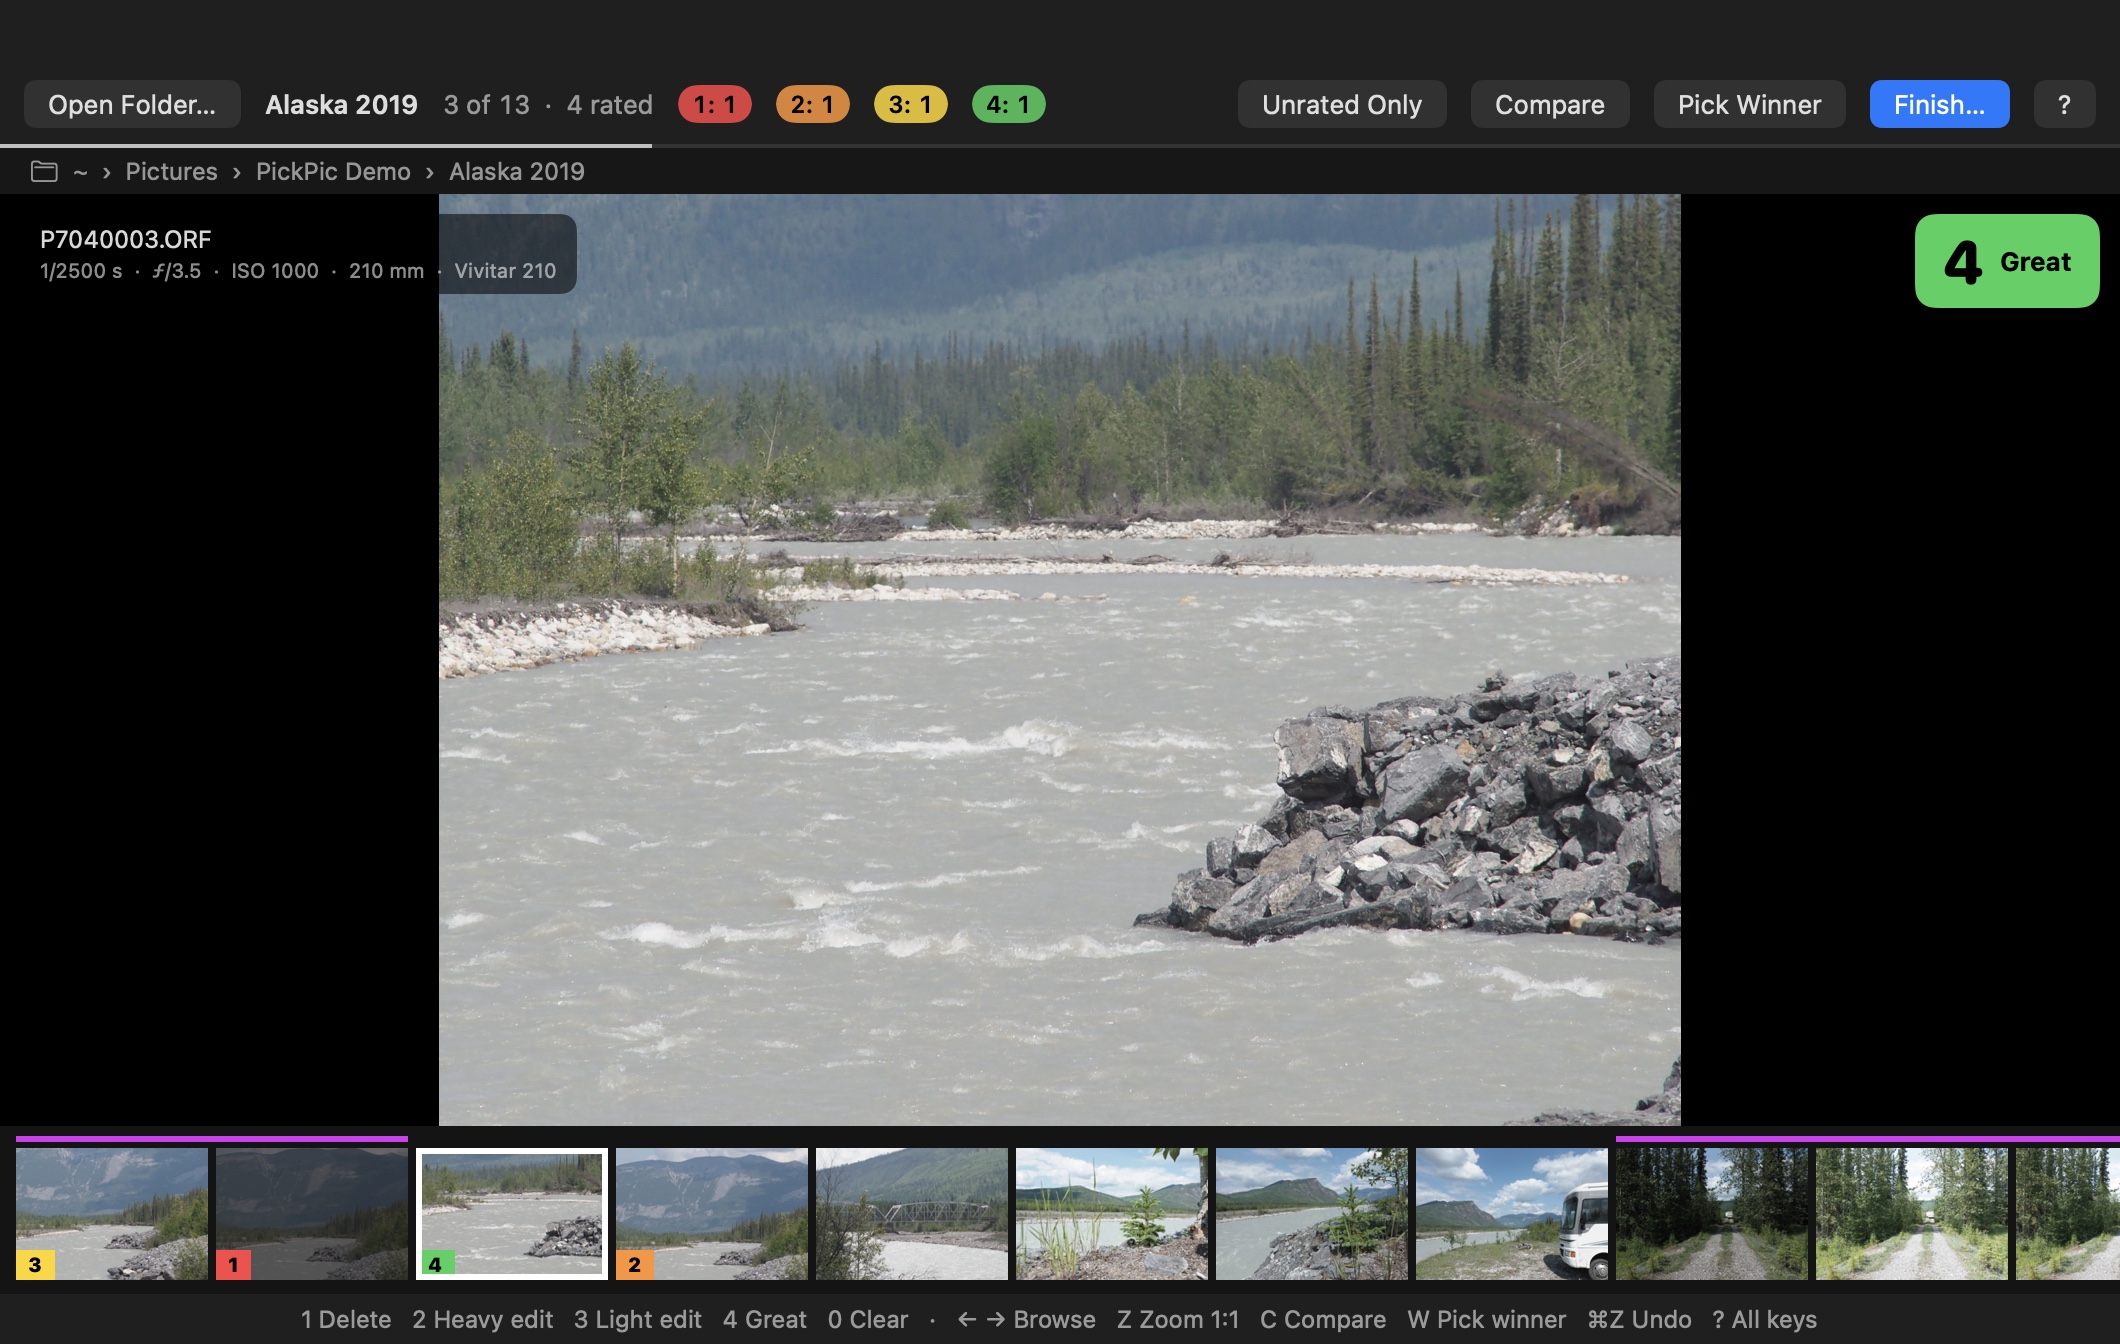 Open Folder... Alaska 2019 3 of 13 · 4 rated 1: 1 2: 1 3: 1 4: 1 Unrated Only Compare Pick Winner Finish... ?
~ › Pictures › PickPic Demo › Alaska 2019
P7040003.ORF
1/2500 s · ƒ/3.5 · ISO 1000 · 210 mm · Vivitar 210
4 Great
3 1 4 2
1 Delete 2 Heavy edit 3 Light edit 4 Great 0 Clear · ← → Browse Z Zoom 1:1 C Compare W Pick winner ⌘Z Undo ? All keys